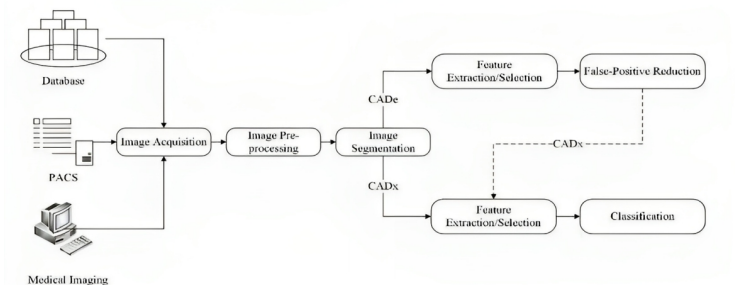 Database
PACS
Medical Imaging
Image Acquisition
Image Pre-
processing
Image
Segmentation
CADe
CADx
Feature
Extraction/Selection
False-Positive Reduction
CADx
Feature
Extraction/Selection
Classification